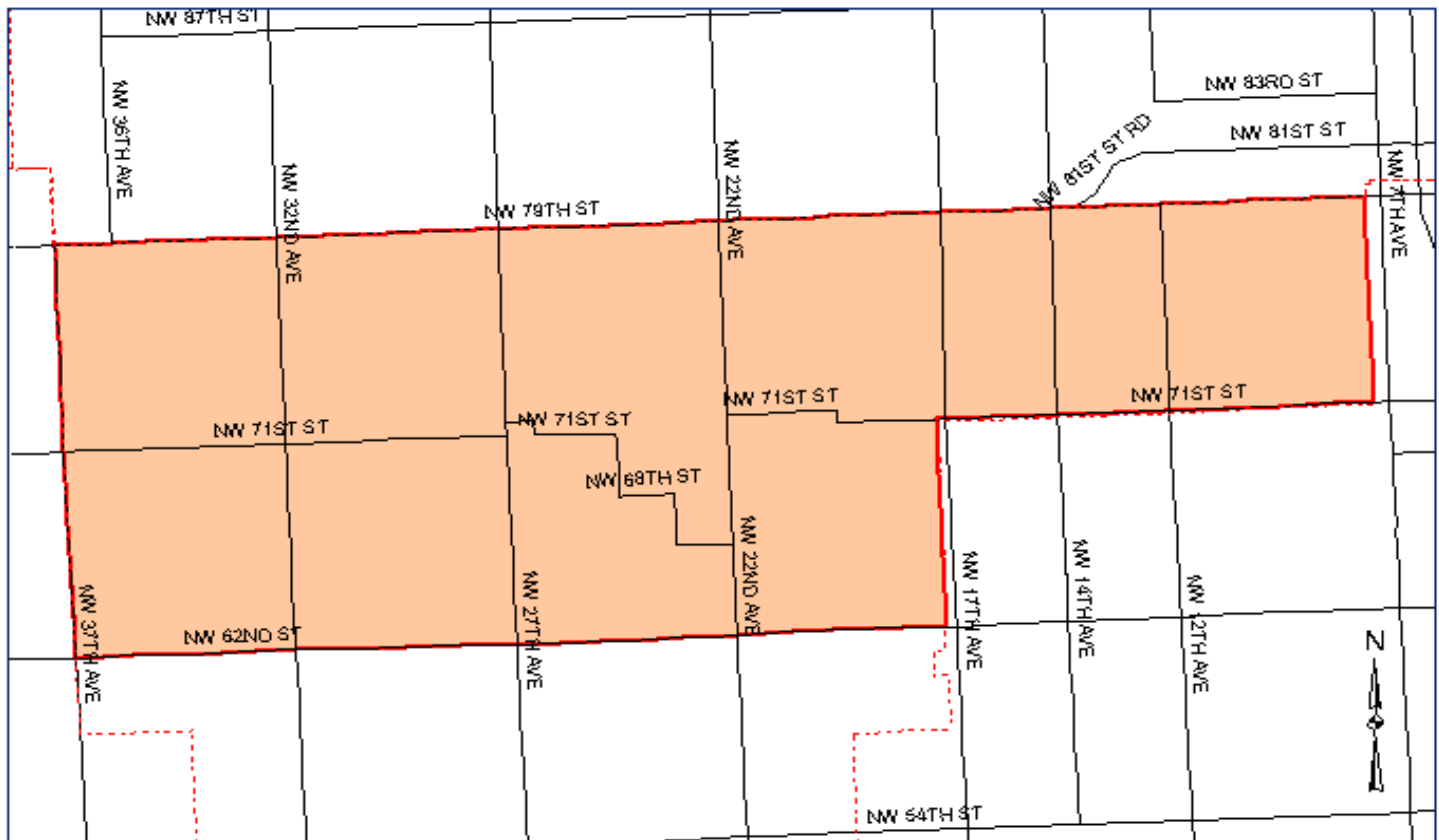 NW 87TH ST
NW 83RD ST
NW 81ST ST
NW 36TH AVE
NW 81ST ST RD
NW 7TH AVE
NW 32ND AVE
NW 79TH ST
NW 22ND AVE
NW 71ST ST
NW 71ST ST
NW 71ST ST
NW 71ST ST
NW 68TH ST
NW 22ND AVE
NW 37TH AVE
NW 62ND ST
NW 27TH AVE
NW 17TH AVE
NW 14TH AVE
NW 12TH AVE
N
NW 54TH ST